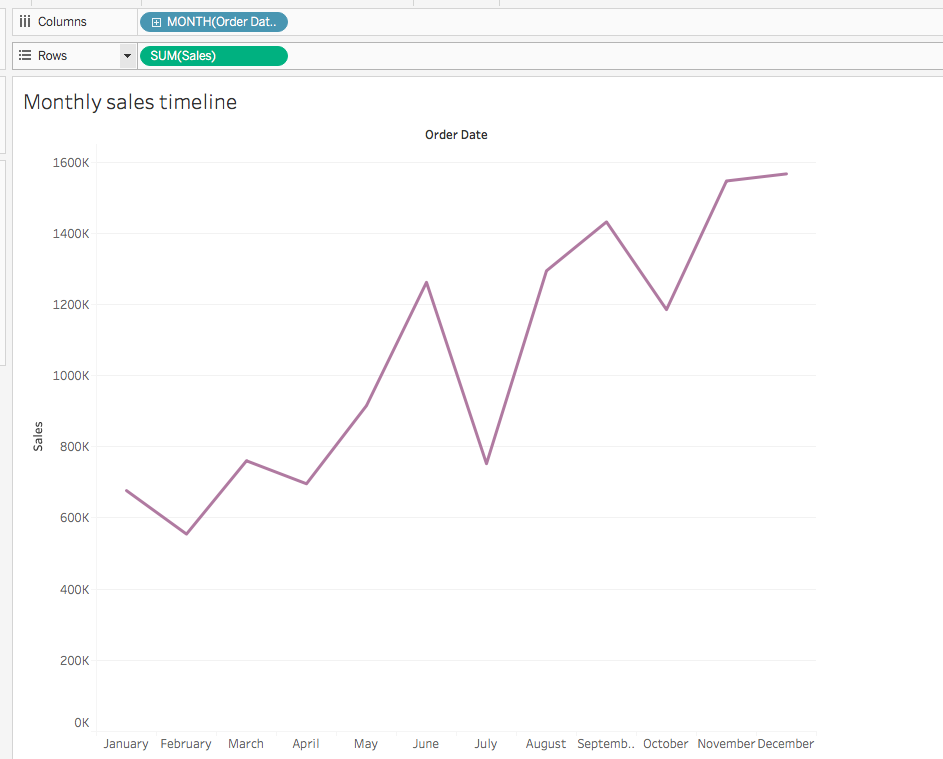 Columns
MONTH(Order Dat..
Rows
SUM(Sales)
Monthly sales timeline
Order Date
1600K
1400K
1200K
1000K
800K
600K
400K
200K
0K
Sales
January February March April May June July August Septemb.. October November December